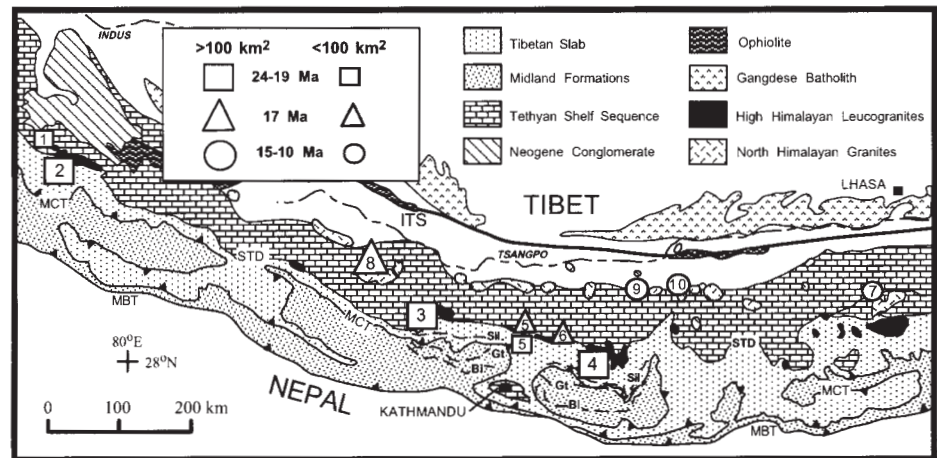 INDUS
>100 km² <100 km²
24-19 Ma
17 Ma
15-10 Ma
Tibetan Slab
Midland Formations
Tethyan Shelf Sequence
Neogene Conglomerate
Ophiolite
Gangdese Batholith
High Himalayan Leucogranites
North Himalayan Granites
LHASA
TIBET
ITS
TSANGPO
1
2
MCT
STD
8
9
10
7
MBT
MCT
3
Sil.
5
5
6
Gt
Bl
4
Sil
Gt
Bl
STD
MCT
MBT
80°E
28°N
NEPAL
KATHMANDU
0 100 200 km